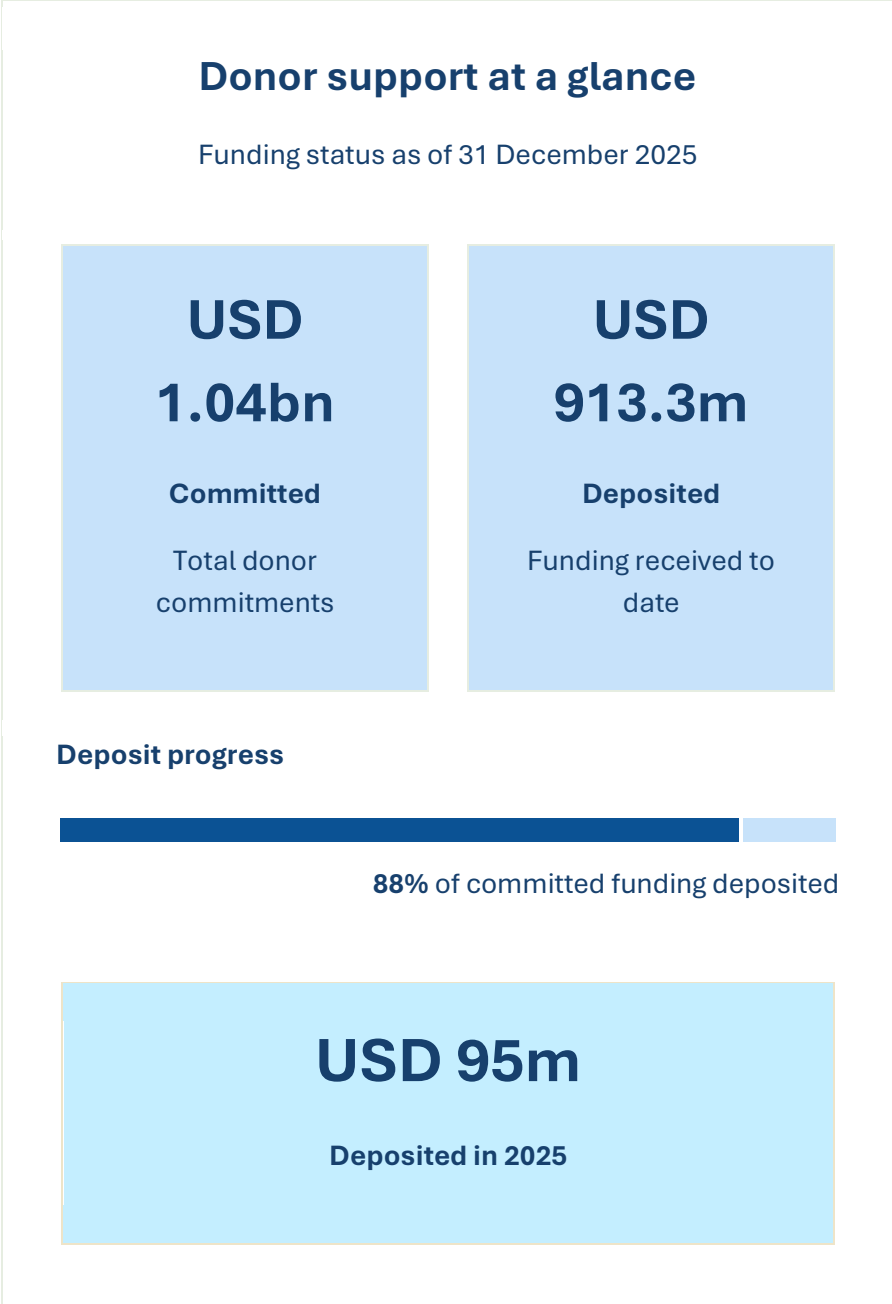 Donor support at a glance
Funding status as of 31 December 2025
USD
1.04bn
Committed
Total donor
commitments
USD
913.3m
Deposited
Funding received to
date
Deposit progress
88% of committed funding deposited
USD 95m
Deposited in 2025